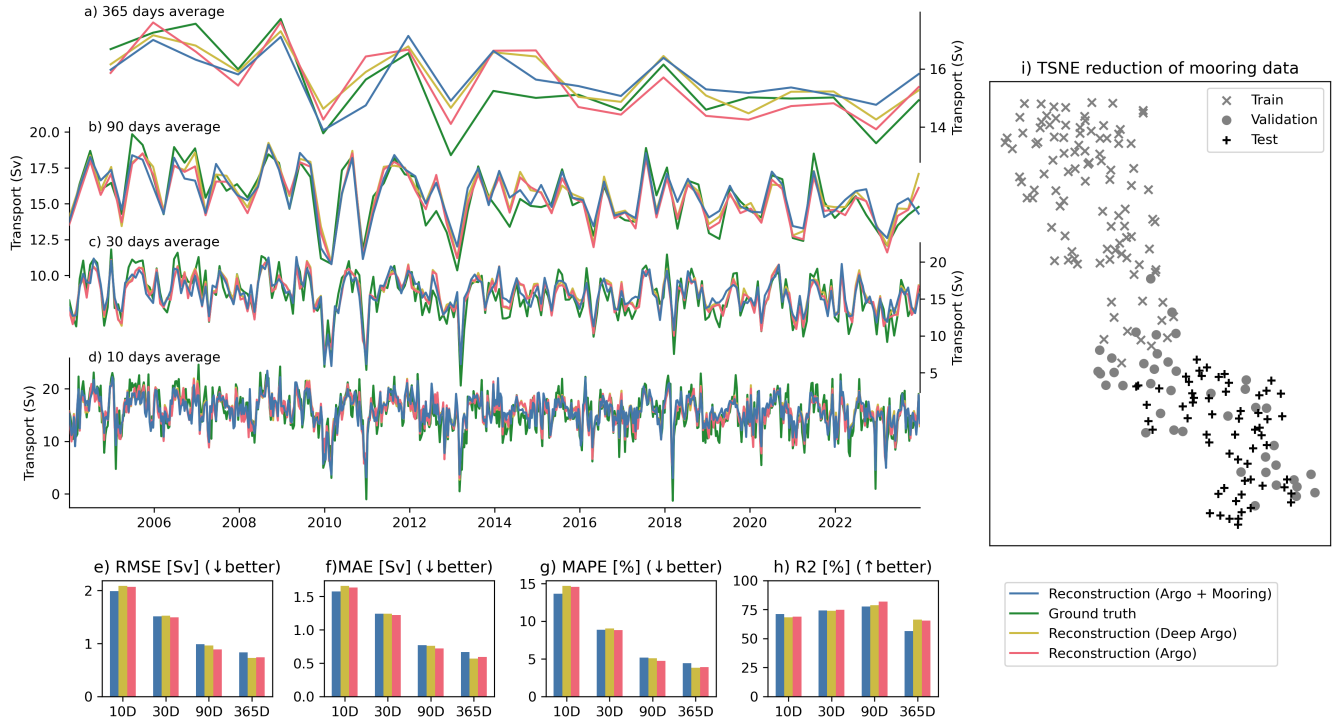 a) 365 days average
16
14
Transport (Sv)
b) 90 days average
20.0
17.5
15.0
12.5
10.0
Transport (Sv)
c) 30 days average
20
15
10
5
Transport (Sv)
d) 10 days average
20
10
0
Transport (Sv)
2006 2008 2010 2012 2014 2016 2018 2020 2022
i) TSNE reduction of mooring data
Train
Validation
Test
e) RMSE [Sv] (↓better)
2
1
0
10D 30D 90D 365D
f)MAE [Sv] (↓better)
1.5
1.0
0.5
0.0
10D 30D 90D 365D
g) MAPE [%] (↓better)
15
10
5
0
10D 30D 90D 365D
h) R2 [%] (↑better)
100
75
50
25
0
10D 30D 90D 365D
Reconstruction (Argo + Mooring)
Ground truth
Reconstruction (Deep Argo)
Reconstruction (Argo)